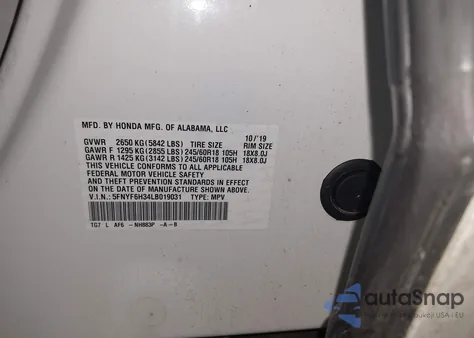 MFD. BY HONDA MFG. OF ALABAMA, LLC 10/'19
GVWR 2650 KG(5842 LBS) TIRE SIZE RIM SIZE
GAWR F 1295 KG(2855 LBS) 245/60R18 105H 18X8.0J
GAWR R 1425 KG(3142 LBS) 245/60R18 105H 18X8.0J
THIS VEHICLE CONFORMS TO ALL APPLICABLE
FEDERAL MOTOR VEHICLE SAFETY
AND THEFT PREVENTION STANDARDS IN EFFECT
ON THE DATE OF MANUFACTURE SHOWN ABOVE.
V.I.N.: 5FNYF6H34LB019031 TYPE: MPV
TG7 L AF6 -NH883P -A-B
autaSnap
USA - EU